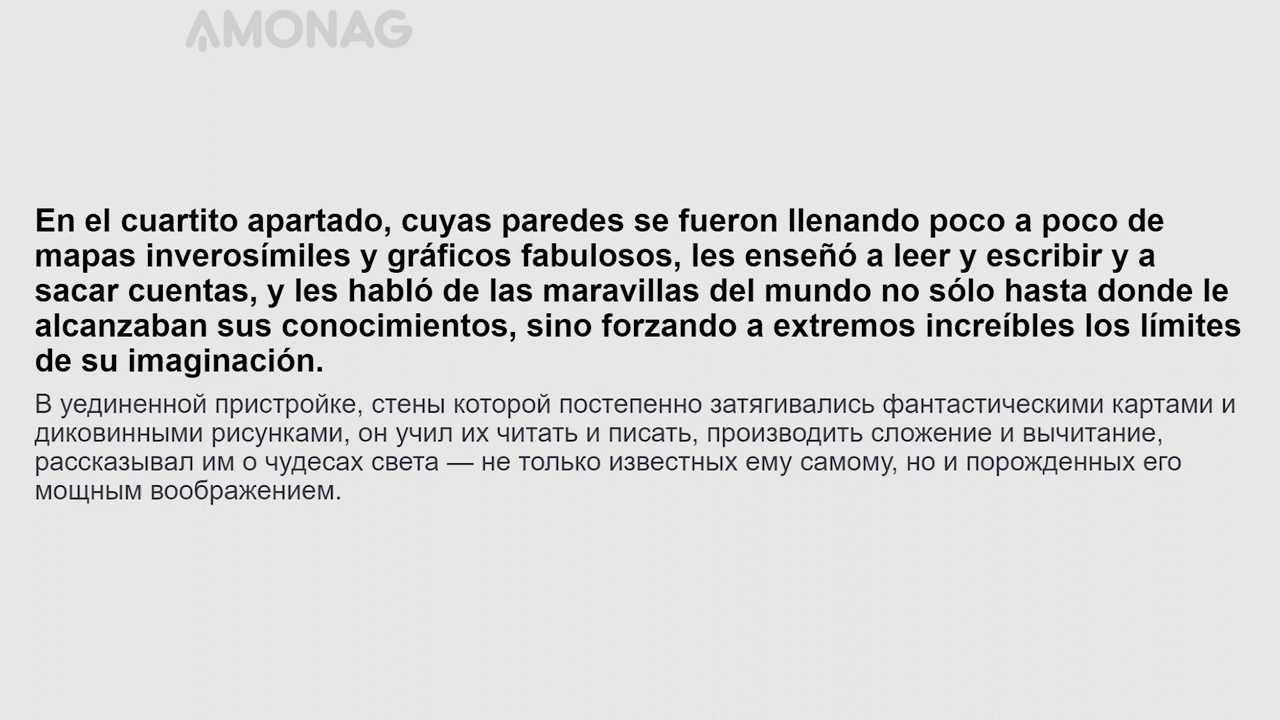 AMONAG
En el cuartito apartado, cuyas paredes se fueron llenando poco a poco de
mapas inverosímiles y gráficos fabulosos, les enseñó a leer y escribir y a
sacar cuentas, y les habló de las maravillas del mundo no sólo hasta donde le
alcanzaban sus conocimientos, sino forzando a extremos increíbles los límites
de su imaginación.
В уединенной пристройке, стены которой постепенно затягивались фантастическими картами и
диковинными рисунками, он учил их читать и писать, производить сложение и вычитание,
рассказывал им о чудесах света — не только известных ему самому, но и порожденных его
мощным воображением.